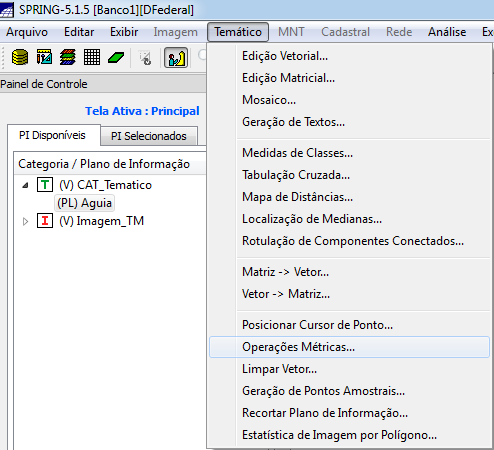 SPRING-5.1.5 [Banco1][DFederal]
Arquivo Editar Exibir Imagem Temático MNT Cadastral Rede Análise
Painel de Controle
Tela Ativa : Principal
PI Disponíveis PI Selecionados
Categoria / Plano de Informação
T (V) CAT_Tematico
(PL) Aguia
I (V) Imagem_TM
Edição Vetorial...
Edição Matricial...
Mosaico...
Geração de Textos...
Medidas de Classes...
Tabulação Cruzada...
Mapa de Distâncias...
Localização de Medianas...
Rotulação de Componentes Conectados...
Matriz -> Vetor...
Vetor -> Matriz...
Posicionar Cursor de Ponto...
Operações Métricas...
Limpar Vetor...
Geração de Pontos Amostrais...
Recortar Plano de Informação...
Estatística de Imagem por Polígono...